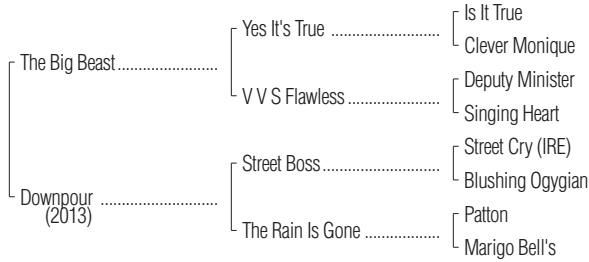 Is It True
Yes It's True
Clever Monique
The Big Beast
Deputy Minister
V V S Flawless
Singing Heart
Street Cry (IRE)
Street Boss
Blushing Ogygian
Downpour
(2013)
Patton
The Rain Is Gone
Marigo Bell's